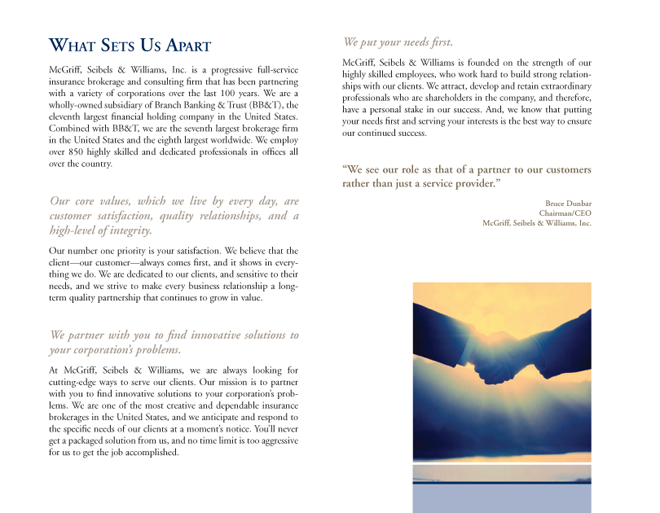 What Sets Us Apart
McGriff, Seibels & Williams, Inc. is a progressive full-service
insurance brokerage and consulting firm that has been partnering
with a variety of corporations over the last 100 years. We are a
wholly-owned subsidiary of Branch Banking & Trust (BB&T), the
eleventh largest financial holding company in the United States.
Combined with BB&T, we are the seventh largest brokerage firm
in the United States and the eighth largest worldwide. We employ
over 850 highly skilled and dedicated professionals in offices all
over the country.
Our core values, which we live by every day, are
customer satisfaction, quality relationships, and a
high-level of integrity.
Our number one priority is your satisfaction. We believe that the
client—our customer—always comes first, and it shows in every-
thing we do. We are dedicated to our clients, and sensitive to their
needs, and we strive to make every business relationship a long-
term quality partnership that continues to grow in value.
We partner with you to find innovative solutions to
your corporation's problems.
At McGriff, Seibels & Williams, we are always looking for
cutting-edge ways to serve our clients. Our mission is to partner
with you to find innovative solutions to your corporation's prob-
lems. We are one of the most creative and dependable insurance
brokerages in the United States, and we anticipate and respond to
the specific needs of our clients at a moment's notice. You'll never
get a packaged solution from us, and no time limit is too aggressive
for us to get the job accomplished.
We put your needs first.
McGriff, Seibels & Williams is founded on the strength of our
highly skilled employees, who work hard to build strong relation-
ships with our clients. We attract, develop and retain extraordinary
professionals who are shareholders in the company, and therefore,
have a personal stake in our success. And, we know that putting
your needs first and serving your interests is the best way to ensure
our continued success.
“We see our role as that of a partner to our customers
rather than just a service provider.”
Bruce Dunbar
Chairman/CEO
McGriff, Seibels & Williams, Inc.